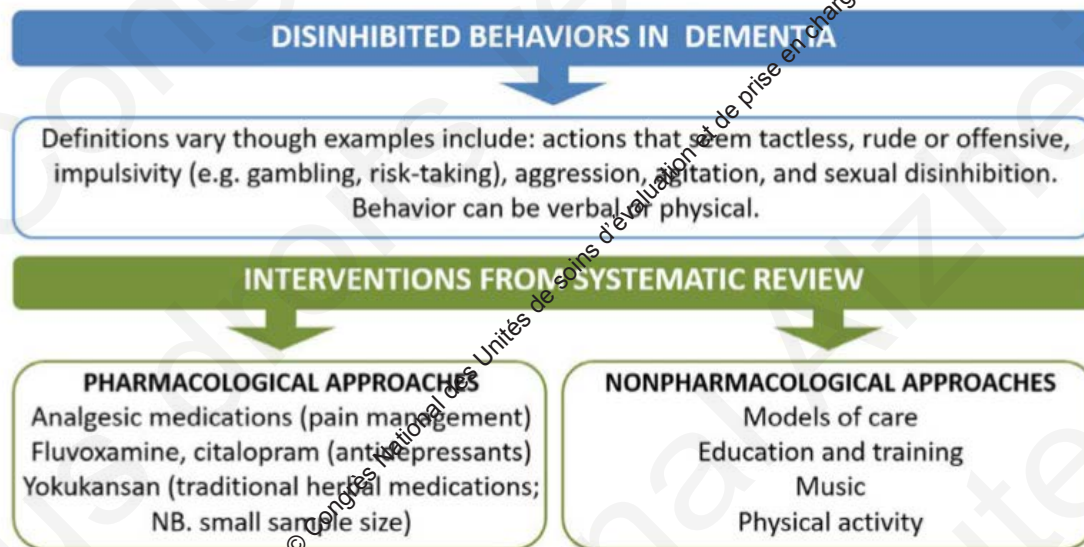 DISINHIBITED BEHAVIORS IN DEMENTIA
Definitions vary though examples include: actions that seem tactless, rude or offensive,
impulsivity (e.g. gambling, risk-taking), aggression, agitation, and sexual disinhibition.
Behavior can be verbal or physical.
INTERVENTIONS FROM SYSTEMATIC REVIEW
PHARMACOLOGICAL APPROACHES
Analgesic medications (pain management)
Fluvoxamine, citalopram (antidepressants)
Yokukansan (traditional herbal medications;
NB. small sample size)
NONPHARMACOLOGICAL APPROACHES
Models of care
Education and training
Music
Physical activity
© Congrès National des Unités de soins d'évaluation et de prise en charge